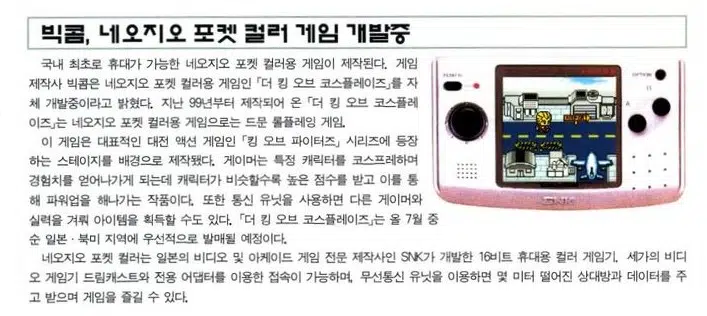 빅콤, 네오지오 포켓 컬러 게임 개발중
국내 최초로 휴대가 가능한 네오지오 포켓 컬러용 게임이 제작된다. 게임
제작사 빅콤은 네오지오 포켓 컬러용 게임인 「더 킹 오브 코스플레이즈」를 자
체 개발중이라고 밝혔다. 지난 99년부터 제작되어 온 「더 킹 오브 코스플레
이즈」는 네오지오 포켓 컬러용 게임으로는 드문 롤플레잉 게임.
이 게임은 대표적인 대전 액션 게임인 「킹 오브 파이터즈」 시리즈에 등장
하는 스테이지를 배경으로 제작됐다. 게이머는 특정 캐릭터를 코스프레하며
경험치를 얻어나가게 되는데 캐릭터가 비슷할수록 높은 점수를 받고 이를 통
해 파워업을 해나가는 작품이다. 또한 통신 유닛을 사용하면 다른 게이머와
실력을 겨뤄 아이템을 획득할 수도 있다. 「더 킹 오브 코스플레이즈」는 올 7월 중
순 일본 · 북미 지역에 우선적으로 발매될 예정이다.
네오지오 포켓 컬러는 일본의 비디오 및 아케이드 게임 전문 제작사인 SNK가 개발한 16비트 휴대용 컬러 게임기. 세가의 비디
오 게임기 드림캐스트와 전용 어댑터를 이용한 접속이 가능하며, 무선통신 유닛을 이용하면 몇 미터 떨어진 상대방과 데이터를 주
고 받으며 게임을 즐길 수 있다.
OPTION
A
SNK